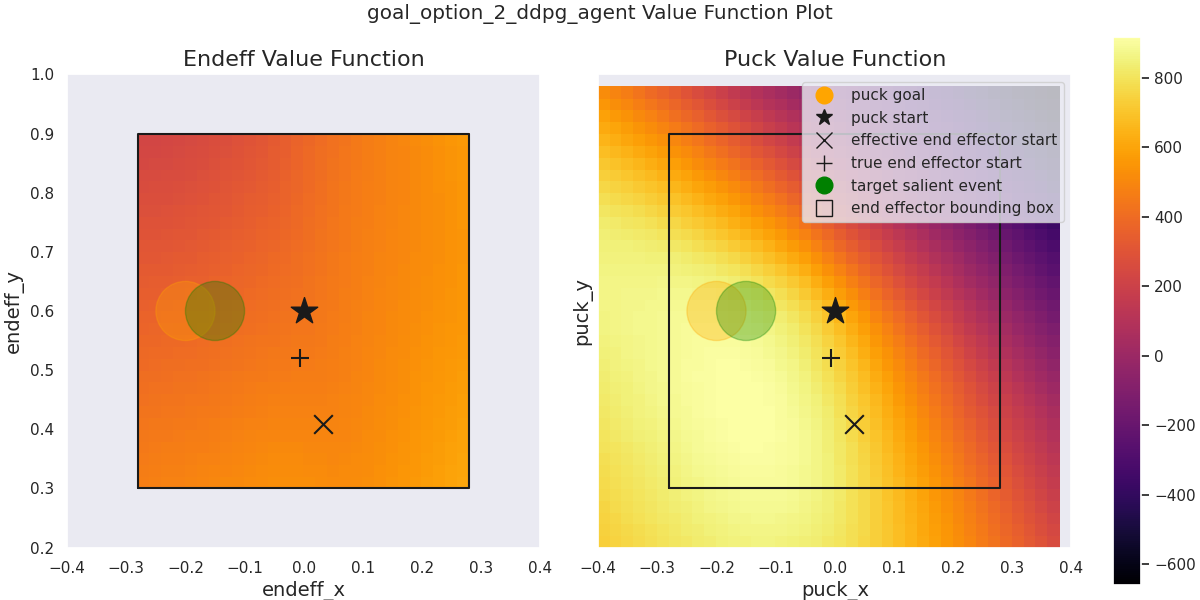 goal_option_2_ddpg_agent Value Function Plot
Endeff Value Function
Puck Value Function
1.0
0.9
0.8
0.7
0.6
0.5
0.4
0.3
0.2
endeff_y
−0.4 −0.3 −0.2 −0.1 0.0 0.1 0.2 0.3 0.4
endeff_x
puck_y
puck goal
puck start
effective end effector start
true end effector start
target salient event
end effector bounding box
−0.4 −0.3 −0.2 −0.1 0.0 0.1 0.2 0.3 0.4
puck_x
800
600
400
200
0
−200
−400
−600